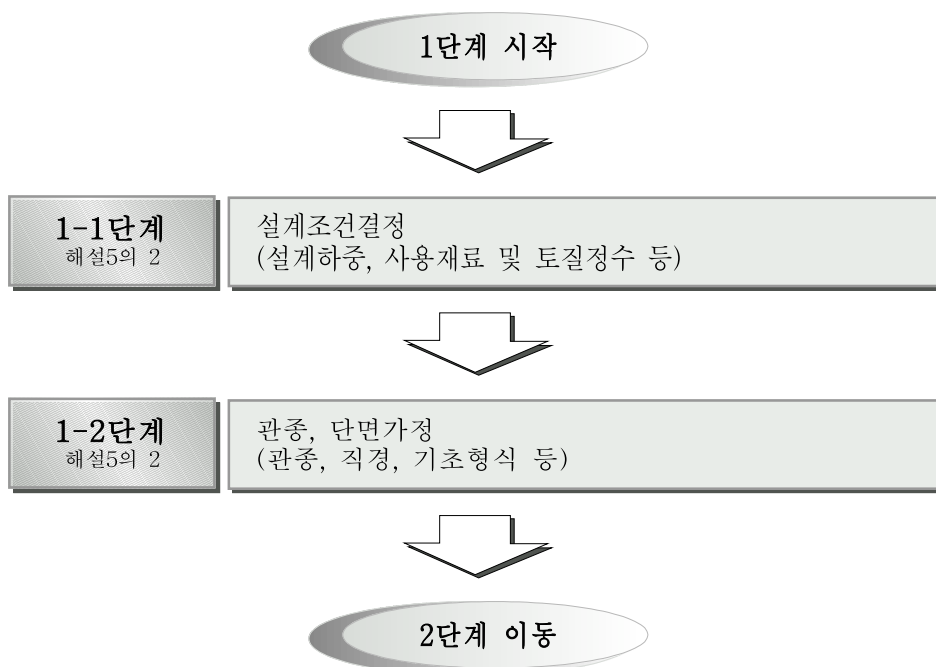 1단계 시작
1-1단계
해설5의 2
설계조건결정
(설계하중, 사용재료 및 토질정수 등)
1-2단계
해설5의 2
관종, 단면가정
(관종, 직경, 기초형식 등)
2단계 이동